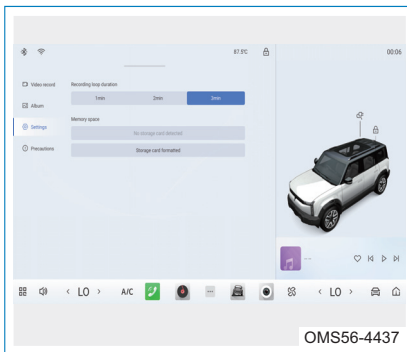 87.5℃
00:06
Video record
Recording loop duration
1min
2min
3min
Album
Memory space
Settings
No storage card detected
Precautions
Storage card formatted
--
< LO >
A/C
< LO >
OMS56-4437